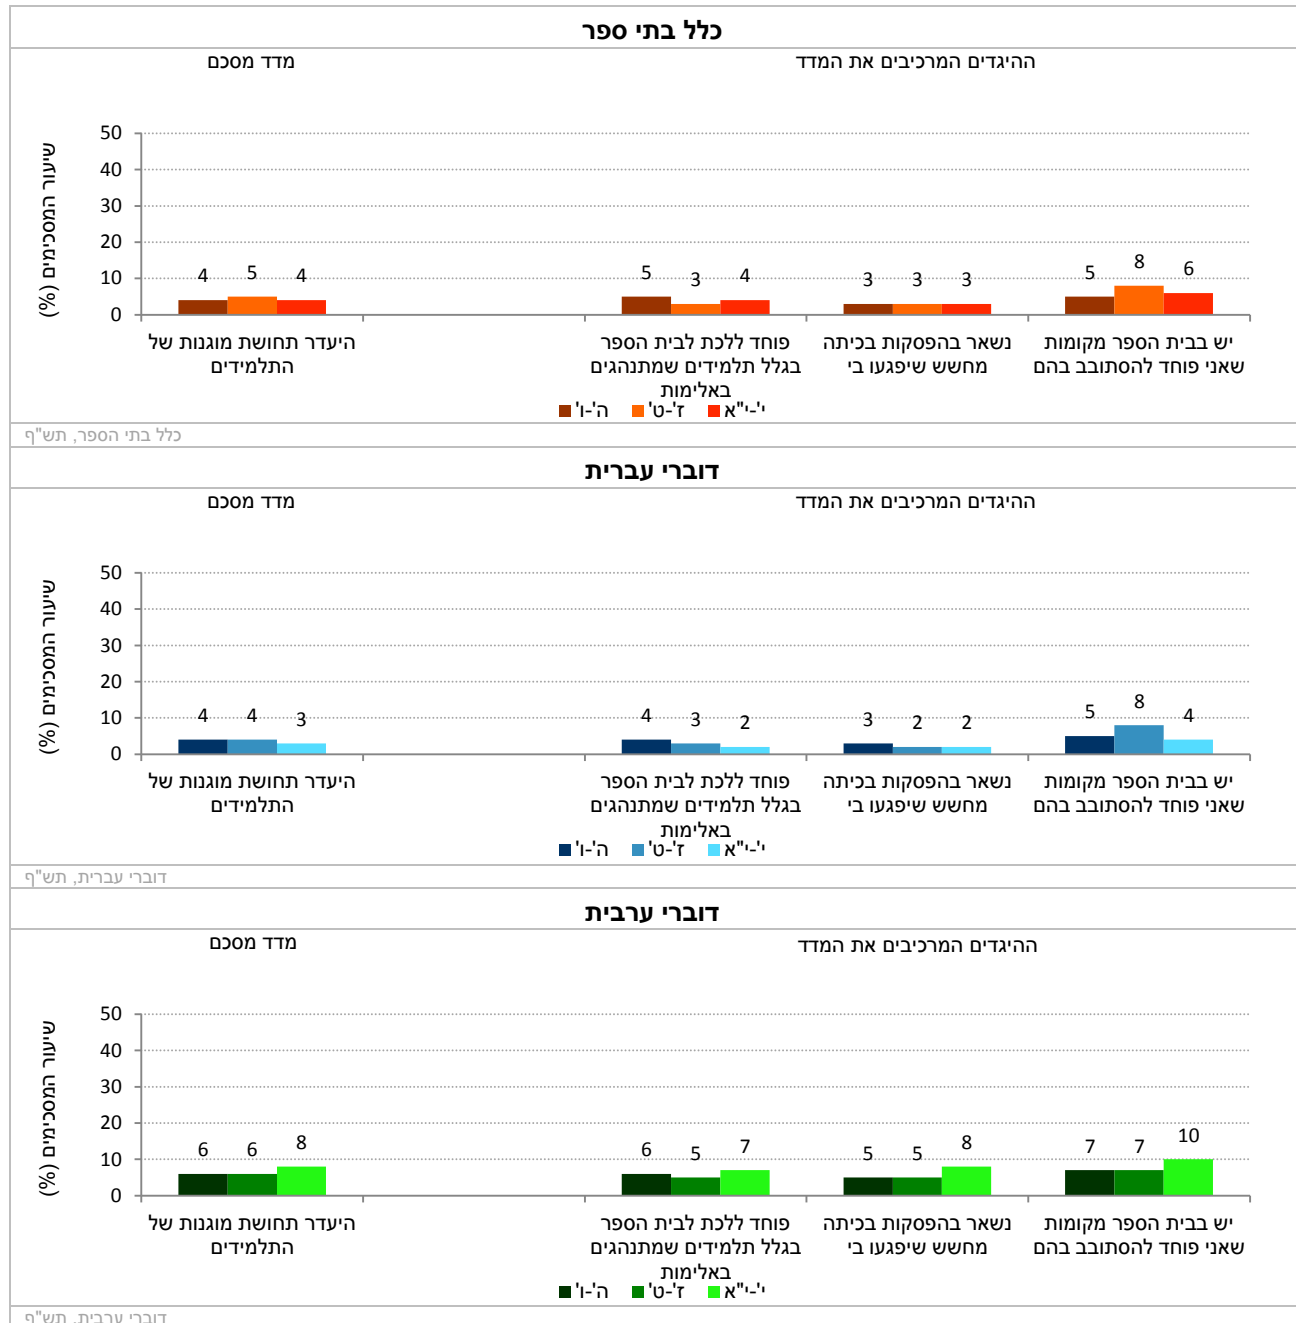 כלל בתי ספר
ההיגדים המרכיבים את המדד
מדד מסכם
שיעור המסכימים (%)
50
40
30
20
10
0
4 5 4
5 3 4
3 3 3
5 8 6
היעדר תחושת מוגנות של
התלמידים
פוחד ללכת לבית הספר
בגלל תלמידים שמתנהגים
באלימות
נשאר בהפסקות בכיתה
מחשש שיפגעו בי
יש בבית הספר מקומות
שאני פוחד להסתובב בהם
ה'-ו' ז'-ט' י'-י"א
כלל בתי הספר, תש"ף
דוברי עברית
ההיגדים המרכיבים את המדד
מדד מסכם
שיעור המסכימים (%)
50
40
30
20
10
0
4 4 3
4 3 2
3 2 2
5 8 4
היעדר תחושת מוגנות של
התלמידים
פוחד ללכת לבית הספר
בגלל תלמידים שמתנהגים
באלימות
נשאר בהפסקות בכיתה
מחשש שיפגעו בי
יש בבית הספר מקומות
שאני פוחד להסתובב בהם
ה'-ו' ז'-ט' י'-י"א
דוברי עברית, תש"ף
דוברי ערבית
ההיגדים המרכיבים את המדד
מדד מסכם
שיעור המסכימים (%)
50
40
30
20
10
0
6 6 8
6 5 7
5 5 8
7 7 10
היעדר תחושת מוגנות של
התלמידים
פוחד ללכת לבית הספר
בגלל תלמידים שמתנהגים
באלימות
נשאר בהפסקות בכיתה
מחשש שיפגעו בי
יש בבית הספר מקומות
שאני פוחד להסתובב בהם
ה'-ו' ז'-ט' י'-י"א
דוברי ערבית, תש"ף